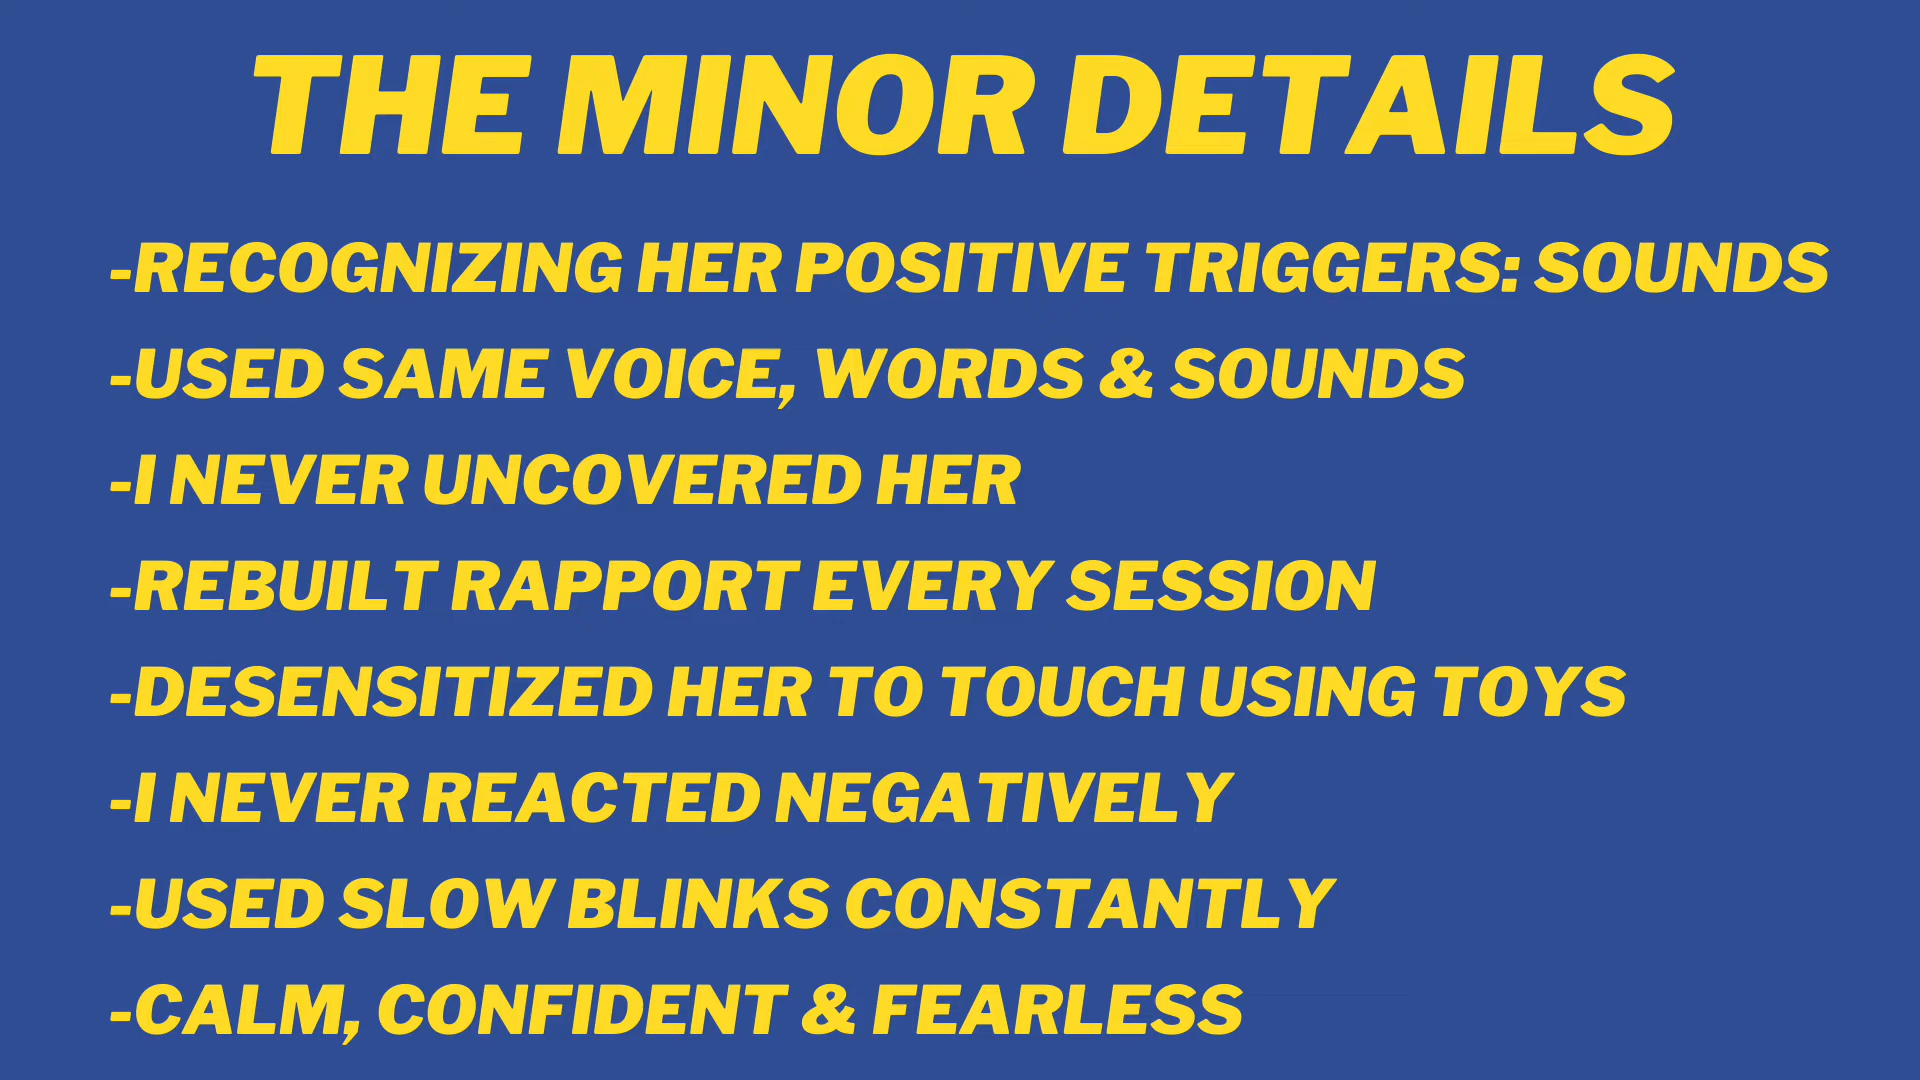 THE MINOR DETAILS
-RECOGNIZING HER POSITIVE TRIGGERS: SOUNDS
-USED SAME VOICE, WORDS & SOUNDS
-I NEVER UNCOVERED HER
-REBUILT RAPPORT EVERY SESSION
-DESENSITIZED HER TO TOUCH USING TOYS
-I NEVER REACTED NEGATIVELY
-USED SLOW BLINKS CONSTANTLY
-CALM, CONFIDENT & FEARLESS